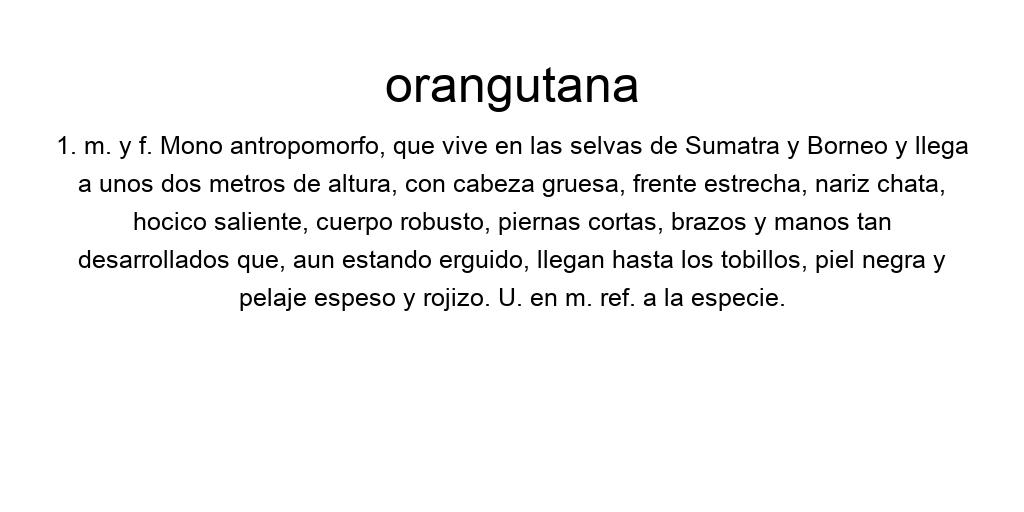 orangutana
1. m. y f. Mono antropomorfo, que vive en las selvas de Sumatra y Borneo y llega
a unos dos metros de altura, con cabeza gruesa, frente estrecha, nariz chata,
hocico saliente, cuerpo robusto, piernas cortas, brazos y manos tan
desarrollados que, aun estando erguido, llegan hasta los tobillos, piel negra y
pelaje espeso y rojizo. U. en m. ref. a la especie.